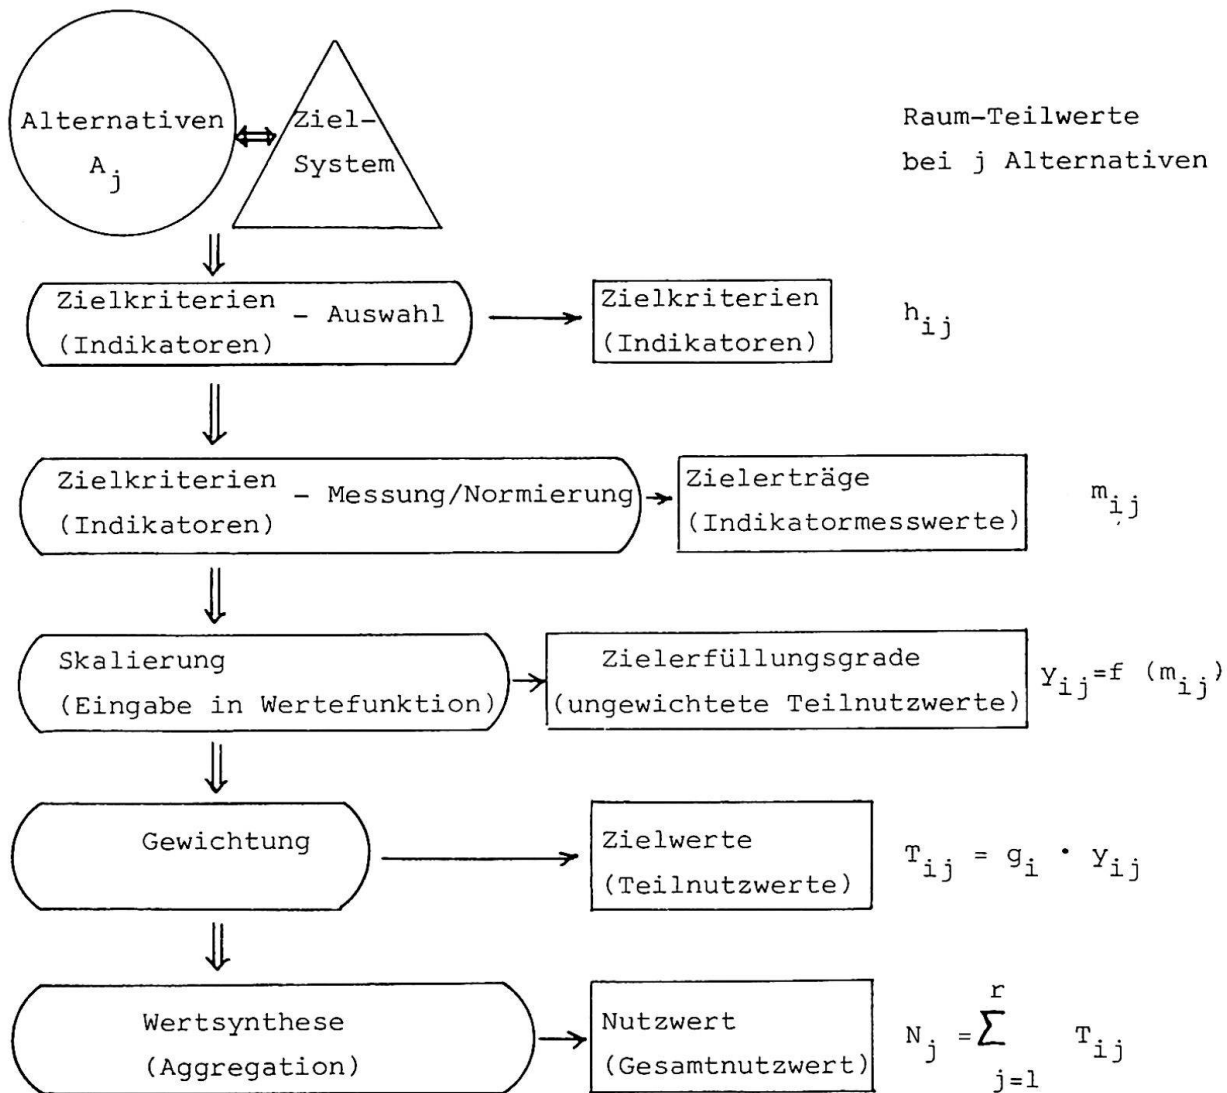 Alternativen
A_j
Ziel-
System
Raum-Teilwerte
bei j Alternativen
Zielkriterien
(Indikatoren)
- Auswahl
Zielkriterien
(Indikatoren)
h_ij
Zielkriterien
(Indikatoren)
- Messung/Normierung
Zielerträge
(Indikatormesswerte)
m_ij
Skalierung
(Eingabe in Wertefunktion)
Zielerfüllungsgrade
(ungewichtete Teilnutzwerte)
y_ij=f (m_ij)
Gewichtung
Zielwerte
(Teilnutzwerte)
T_ij = g_i · y_ij
Wertsynthese
(Aggregation)
Nutzwert
(Gesamtnutzwert)
r
N_j = Σ T_ij
j=1